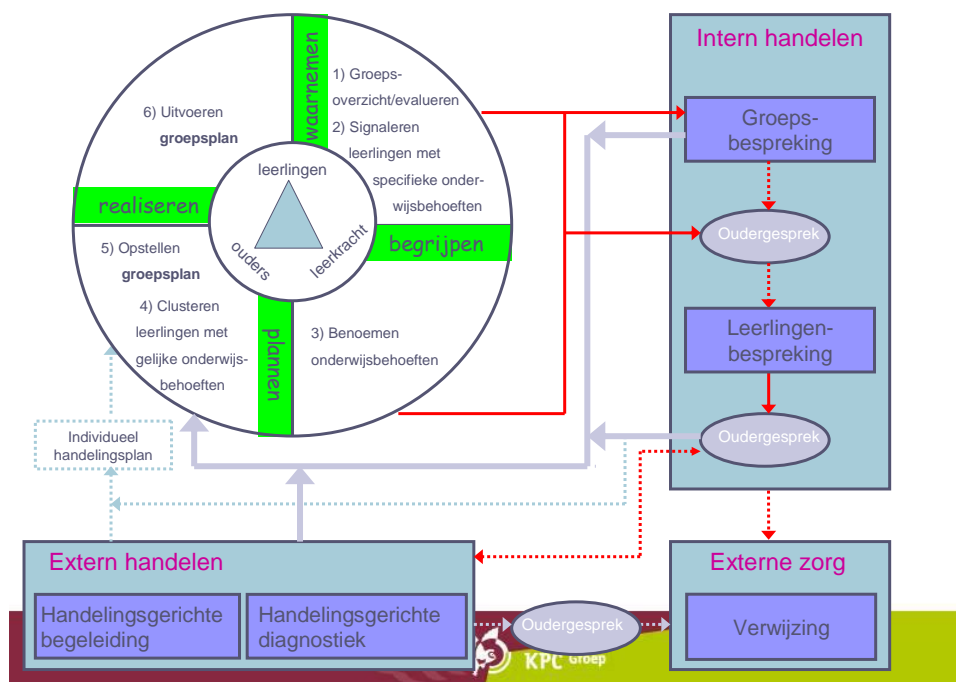 waarnemen
1) Groeps-
overzicht/evalueren
2) Signaleren
leerlingen met
specifieke onder-
wijsbehoeften
begrijpen
3) Benoemen
onderwijsbehoeften
plannen
4) Clusteren
leerlingen met
gelijke onderwijs-
behoeften
5) Opstellen
groepsplan
realiseren
6) Uitvoeren
groepsplan
leerlingen
ouders
leerkracht
Individueel
handelingsplan
Intern handelen
Groeps-
bespreking
Oudergesprek
Leerlingen-
bespreking
Oudergesprek
Extern handelen
Handelingsgerichte
begeleiding
Handelingsgerichte
diagnostiek
Oudergesprek
Externe zorg
Verwijzing
KPC Groep